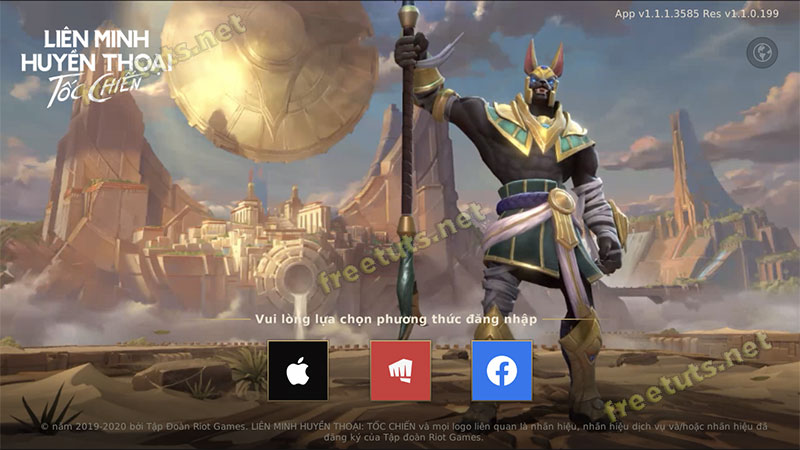 App v1.1.1.3585 Res v1.1.0.199
LIÊN MINH
HUYỀN THOẠI
TỐC CHIẾN
freetuts.net
freetuts.net
Vui lòng lựa chọn phương thức đăng nhập
freetuts.net
© năm 2019-2020 bởi Tập Đoàn Riot Games. LIÊN MINH HUYỀN THOẠI: TỐC CHIẾN và mọi logo liên quan là nhãn hiệu, nhãn hiệu dịch vụ và/hoặc nhãn hiệu đã
đăng ký của Tập đoàn Riot Games.